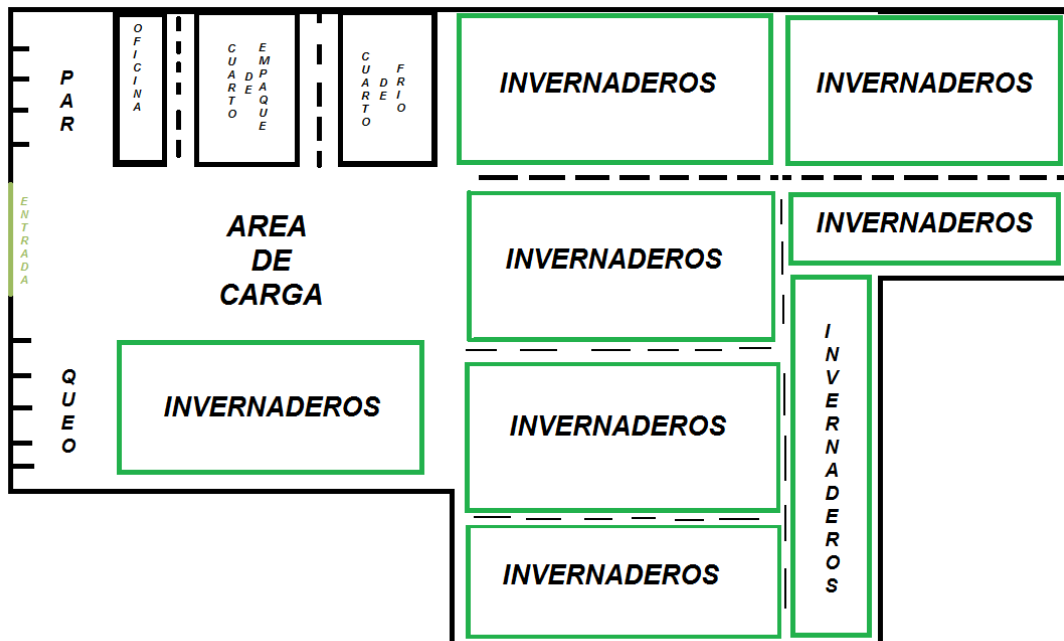 OFICINA
CUARTO
DE
EMPAQUE
CUARTO
DE
FRIO
INVERNADEROS
INVERNADEROS
PAR
ENTRADA
AREA
DE
CARGA
INVERNADEROS
INVERNADEROS
QUEO
INVERNADEROS
INVERNADEROS
INVERNADEROS
INVERNADEROS